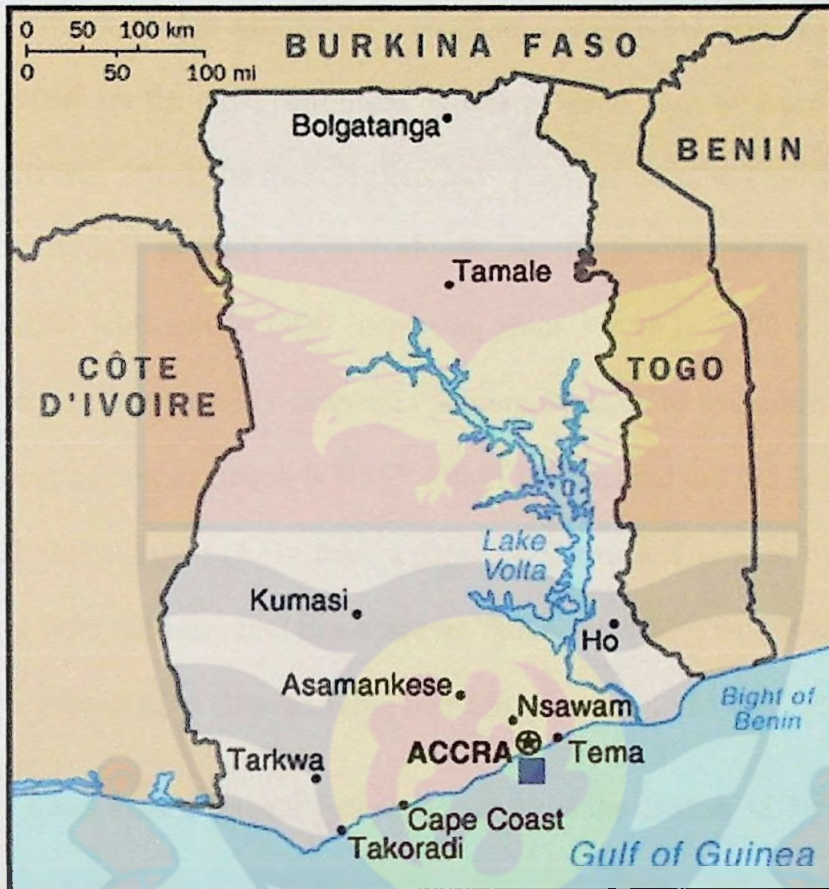 0 50 100 km
0 50 100 mi
BURKINA FASO
Bolgatanga
BENIN
Tamale
CÔTE
D'IVOIRE
TOGO
Lake
Volta
Kumasi
Ho
Asamankese
Nsawam
Bight of
Benin
ACCRA
Tema
Tarkwa
Cape Coast
Takoradi
Gulf of Guinea